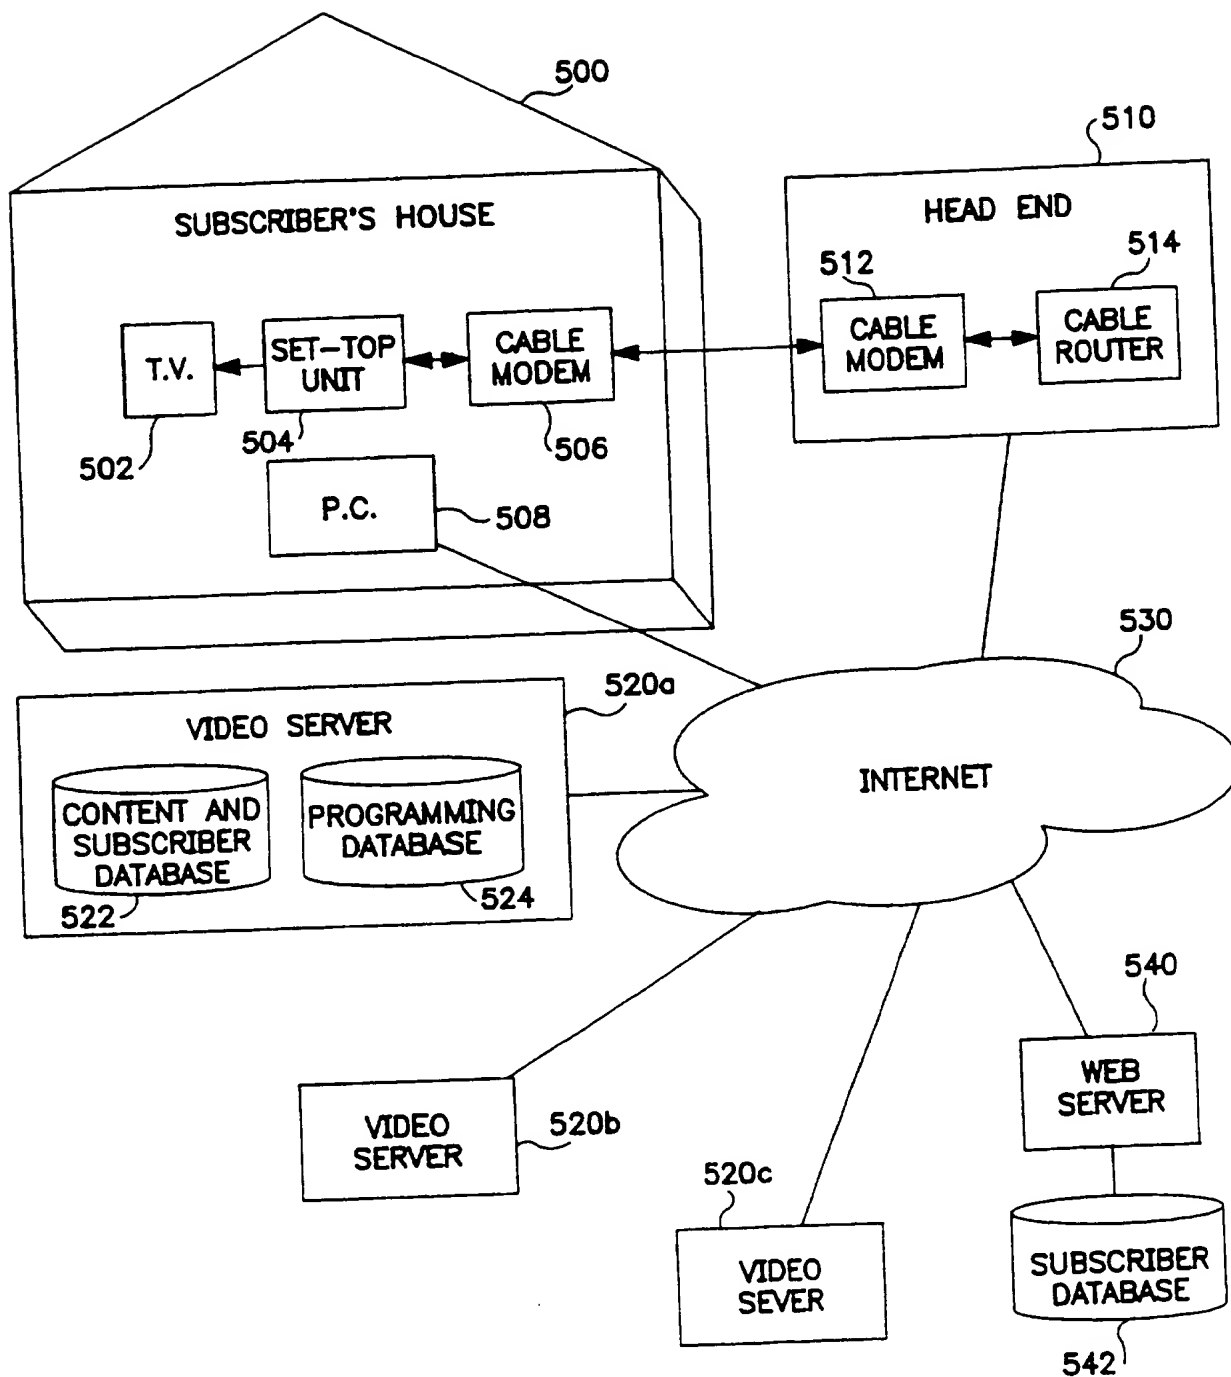 500
510
SUBSCRIBER'S HOUSE
HEAD END
512
514
T.V.
SET-TOP
UNIT
CABLE
MODEM
CABLE
MODEM
CABLE
ROUTER
502
504
506
P.C.
508
530
520a
VIDEO SERVER
INTERNET
CONTENT AND
SUBSCRIBER
DATABASE
PROGRAMMING
DATABASE
522
524
540
WEB
SERVER
VIDEO
SERVER
520b
520c
VIDEO
SEVER
SUBSCRIBER
DATABASE
542